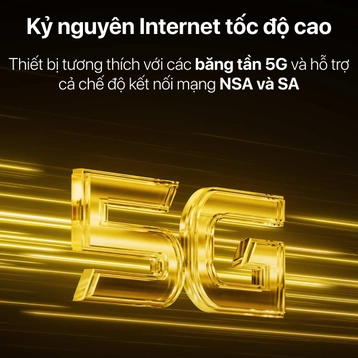 Kỷ nguyên Internet tốc độ cao
Thiết bị tương thích với các băng tần 5G và hỗ trợ
cả chế độ kết nối mạng NSA và SA
5G